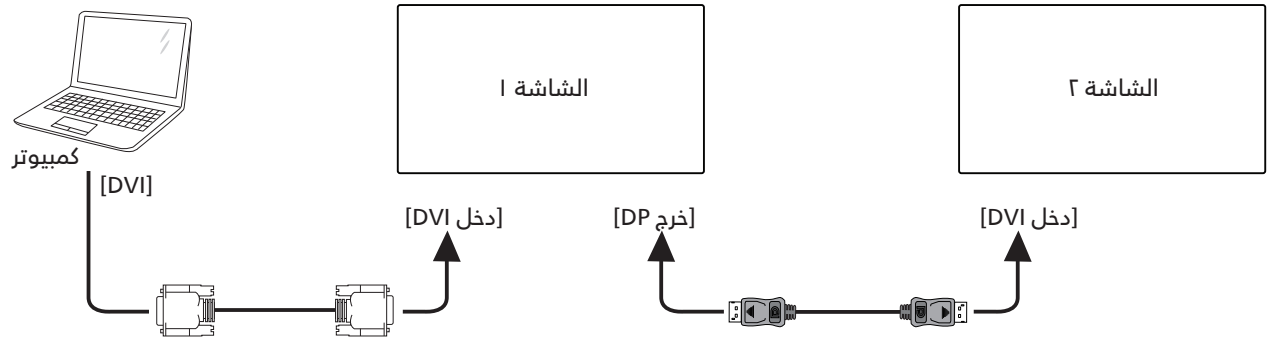 الشاشة ١
الشاشة ٢
كمبيوتر
[DVI]
[دخل DVI]
[خرج DP]
[دخل DVI]